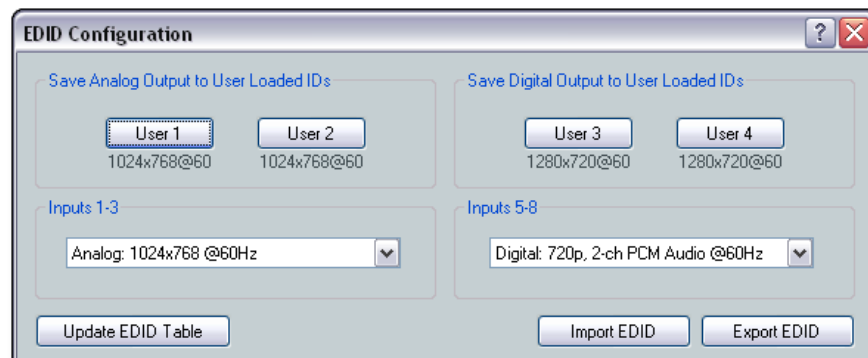 EDID Configuration
Save Analog Output to User Loaded IDs
User 1
User 2
1024x768@60
1024x768@60
Save Digital Output to User Loaded IDs
User 3
User 4
1280x720@60
1280x720@60
Inputs 1-3
Analog: 1024x768 @60Hz
Inputs 5-8
Digital: 720p, 2-ch PCM Audio @60Hz
Update EDID Table
Import EDID
Export EDID